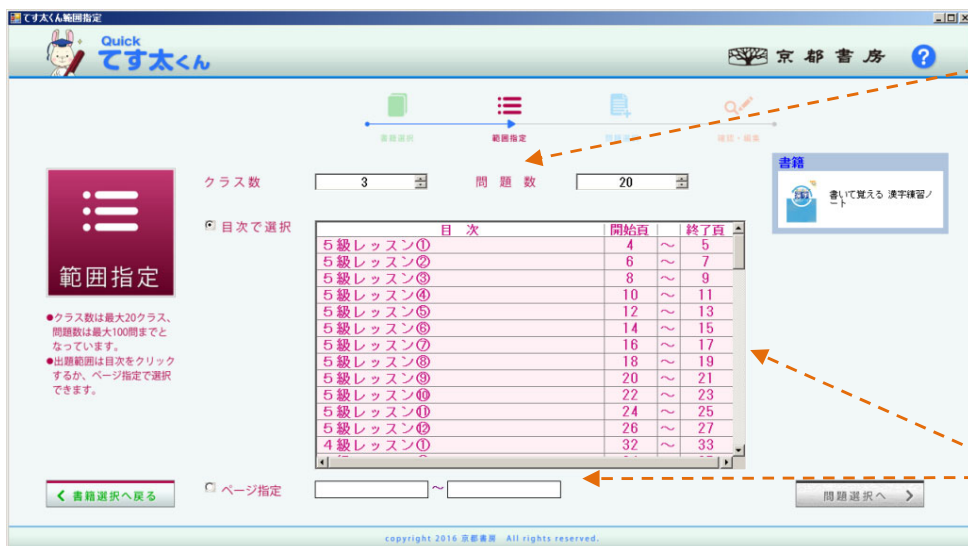 てす太くん範囲指定
Quick
てす太くん
京都書房
?
書籍選択
範囲指定
問題選択
確認・編集
書籍
書いて覚える 漢字練習ノ
ート
クラス数
3
問題数
20
範囲指定
●クラス数は最大20クラス、
問題数は最大100問までと
なっています。
●出題範囲は目次をクリック
するか、ページ指定で選択
できます。
目次で選択
目 次 開始頁 終了頁
5級レッスン① 4 ～ 5
5級レッスン② 6 ～ 7
5級レッスン③ 8 ～ 9
5級レッスン④ 10 ～ 11
5級レッスン⑤ 12 ～ 13
5級レッスン⑥ 14 ～ 15
5級レッスン⑦ 16 ～ 17
5級レッスン⑧ 18 ～ 19
5級レッスン⑨ 20 ～ 21
5級レッスン⑩ 22 ～ 23
5級レッスン⑪ 24 ～ 25
5級レッスン⑫ 26 ～ 27
4級レッスン① 32 ～ 33
書籍選択へ戻る
ページ指定 ～
問題選択へ
copyright 2016 京都書房 All rights reserved.